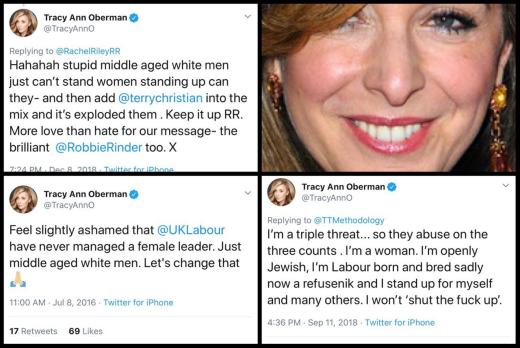 Tracy Ann Oberman
@TracyAnnO
Replying to @RachelRileyRR
Hahahah stupid middle aged white men
just can't stand women standing up can
they- and then add @terrychristian into the
mix and it's exploded them . Keep it up RR.
More love than hate for our message- the
brilliant @RobbieRinder too. X
7:24 PM · Dec 8, 2018 · Twitter for iPhone
Tracy Ann Oberman
@TracyAnnO
Feel slightly ashamed that @UKLabour
have never managed a female leader. Just
middle aged white men. Let's change that
🙏🏼
11:00 AM · Jul 8, 2016 · Twitter for iPhone
17 Retweets 69 Likes
Tracy Ann Oberman
@TracyAnnO
Replying to @TTMethodology
I'm a triple threat... so they abuse on the
three counts . I'm a woman. I'm openly
Jewish, I'm Labour born and bred sadly
now a refusenik and I stand up for myself
and many others. I won't 'shut the fuck up'.
4:36 PM · Sep 11, 2018 · Twitter for iPhone